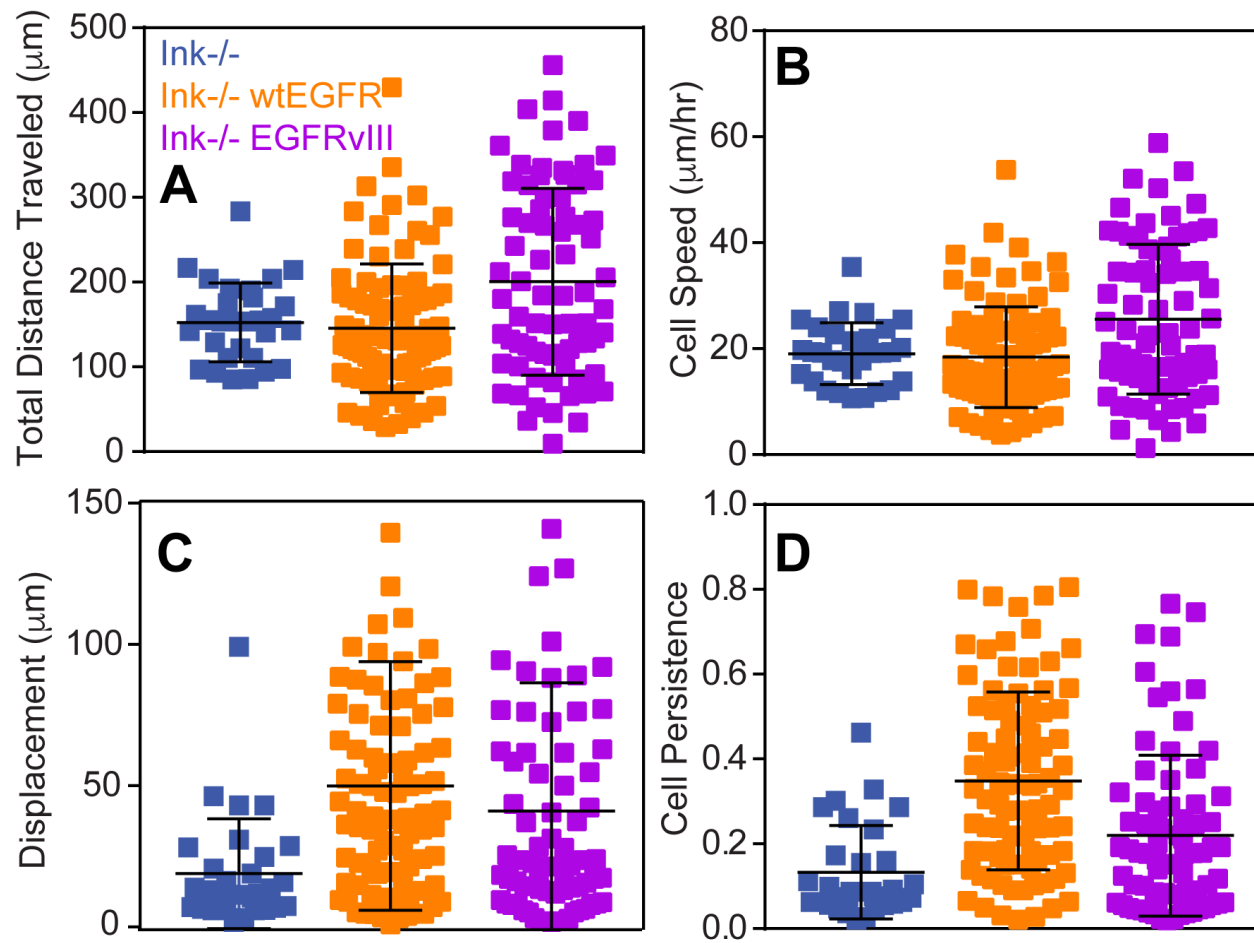 Total Distance Traveled (μm)
500
400
300
200
100
0
Ink-/-
Ink-/- wtEGFR
Ink-/- EGFRvIII
A
Cell Speed (μm/hr)
80
60
40
20
0
B
Displacement (μm)
150
100
50
0
C
Cell Persistence
1.0
0.8
0.6
0.4
0.2
0.0
D